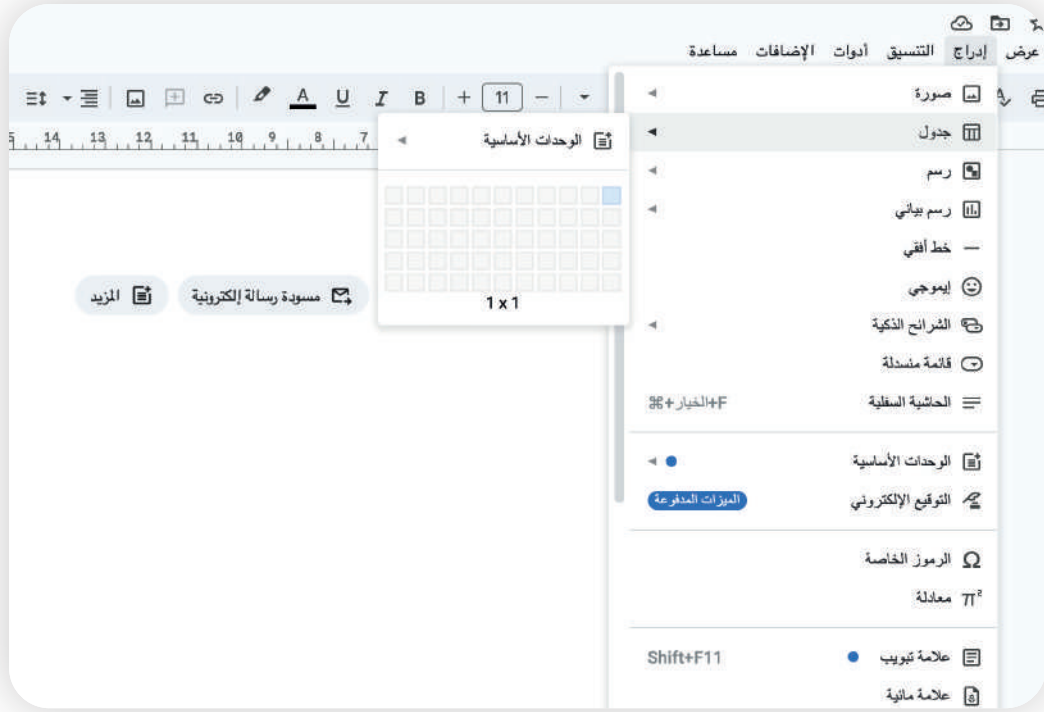 عرض إدراج التنسيق أدوات الإضافات مساعدة
11
7 8 9 10 11 12 13 14 15
صورة
جدول
رسم
رسم بياني
خط أفقي
إيموجي
الشرائح الذكية
قائمة منسدلة
الحاشية السفلية ⌘+الخيار+F
الوحدات الأساسية
التوقيع الإلكتروني الميزات المدفوعة
الرموز الخاصة
معادلة
علامة تبويب Shift+F11
علامة مائية
الوحدات الأساسية
1 x 1
مسودة رسالة إلكترونية
المزيد